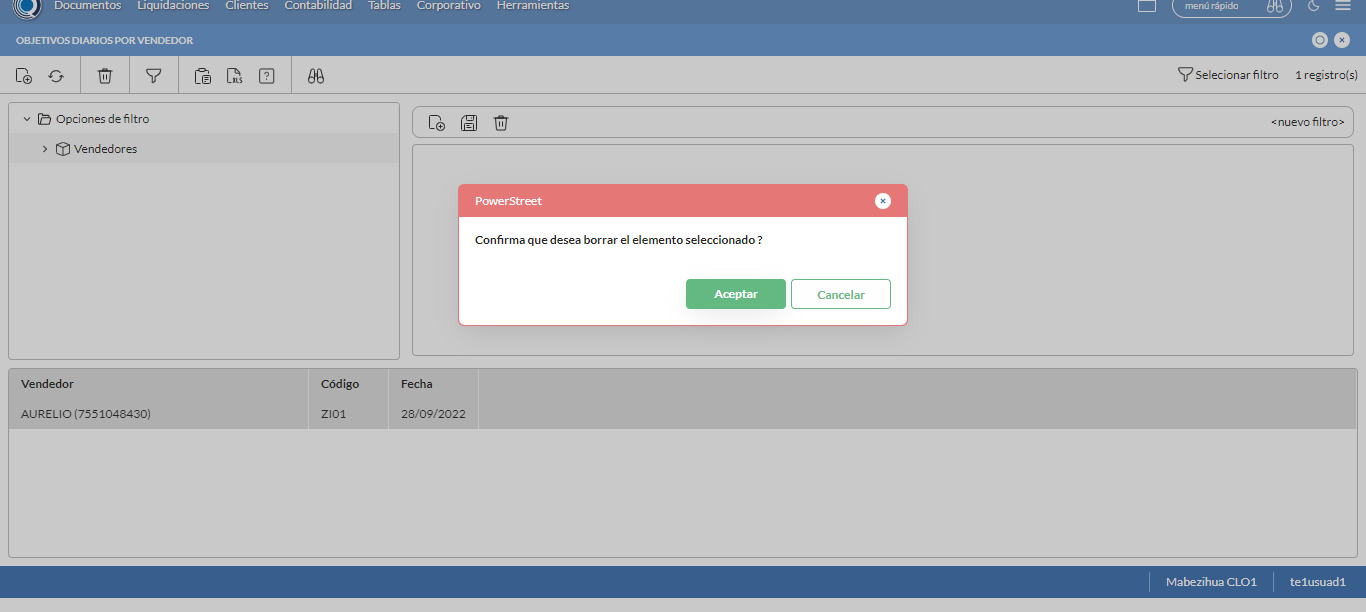 Documentos Liquidaciones Clientes Contabilidad Tablas Corporativo Herramientas menú rápido
OBJETIVOS DIARIOS POR VENDEDOR
XLS ? Selecionar filtro 1 registro(s)
Opciones de filtro
<nuevo filtro>
Vendedores
PowerStreet
Confirma que desea borrar el elemento seleccionado ?
Aceptar Cancelar
Vendedor Código Fecha
AURELIO (7551048430) ZI01 28/09/2022
Mabezihua CLO1 te1usuad1